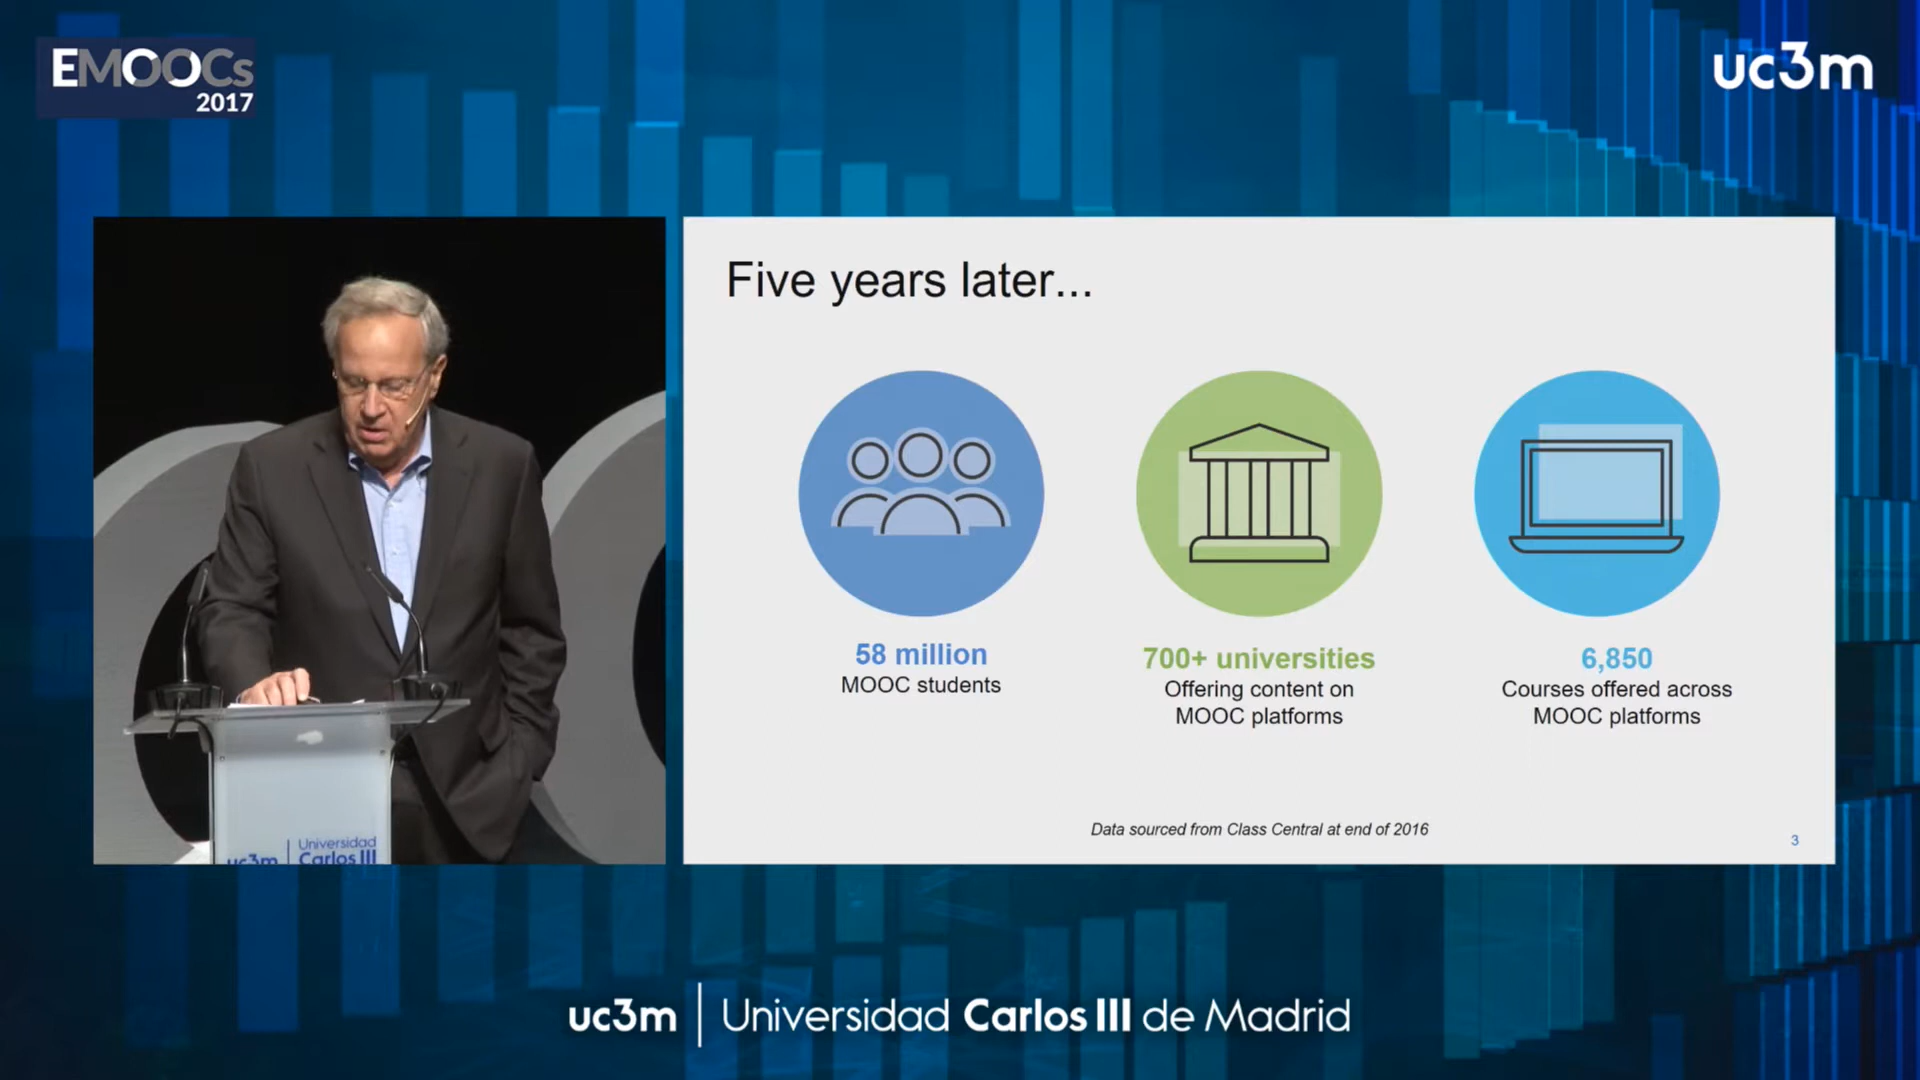 EMOOCs
2017
uc3m
Five years later...
58 million
MOOC students
700+ universities
Offering content on
MOOC platforms
6,850
Courses offered across
MOOC platforms
Data sourced from Class Central at end of 2016
3
uc3m | Universidad
Carlos III
uc3m | Universidad Carlos III de Madrid